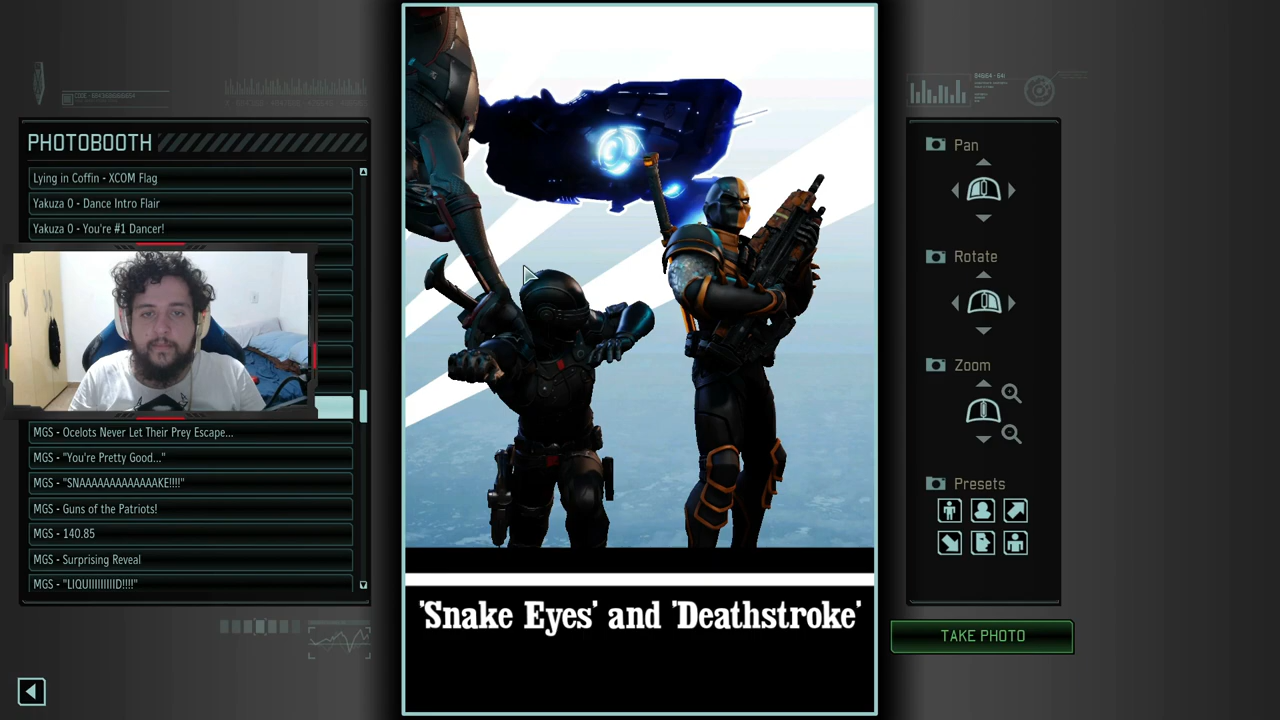 PHOTOBOOTH
Lying in Coffin - XCOM Flag
Yakuza 0 - Dance Intro Flair
Yakuza 0 - You're #1 Dancer!
MGS - Ocelots Never Let Their Prey Escape...
MGS - "You're Pretty Good..."
MGS - "SNAAAAAAAAAAAAKE!!!!"
MGS - Guns of the Patriots!
MGS - 140.85
MGS - Surprising Reveal
MGS - "LIQUIIIIIIIIID!!!!"
'Snake Eyes' and 'Deathstroke'
Pan
Rotate
Zoom
Presets
TAKE PHOTO